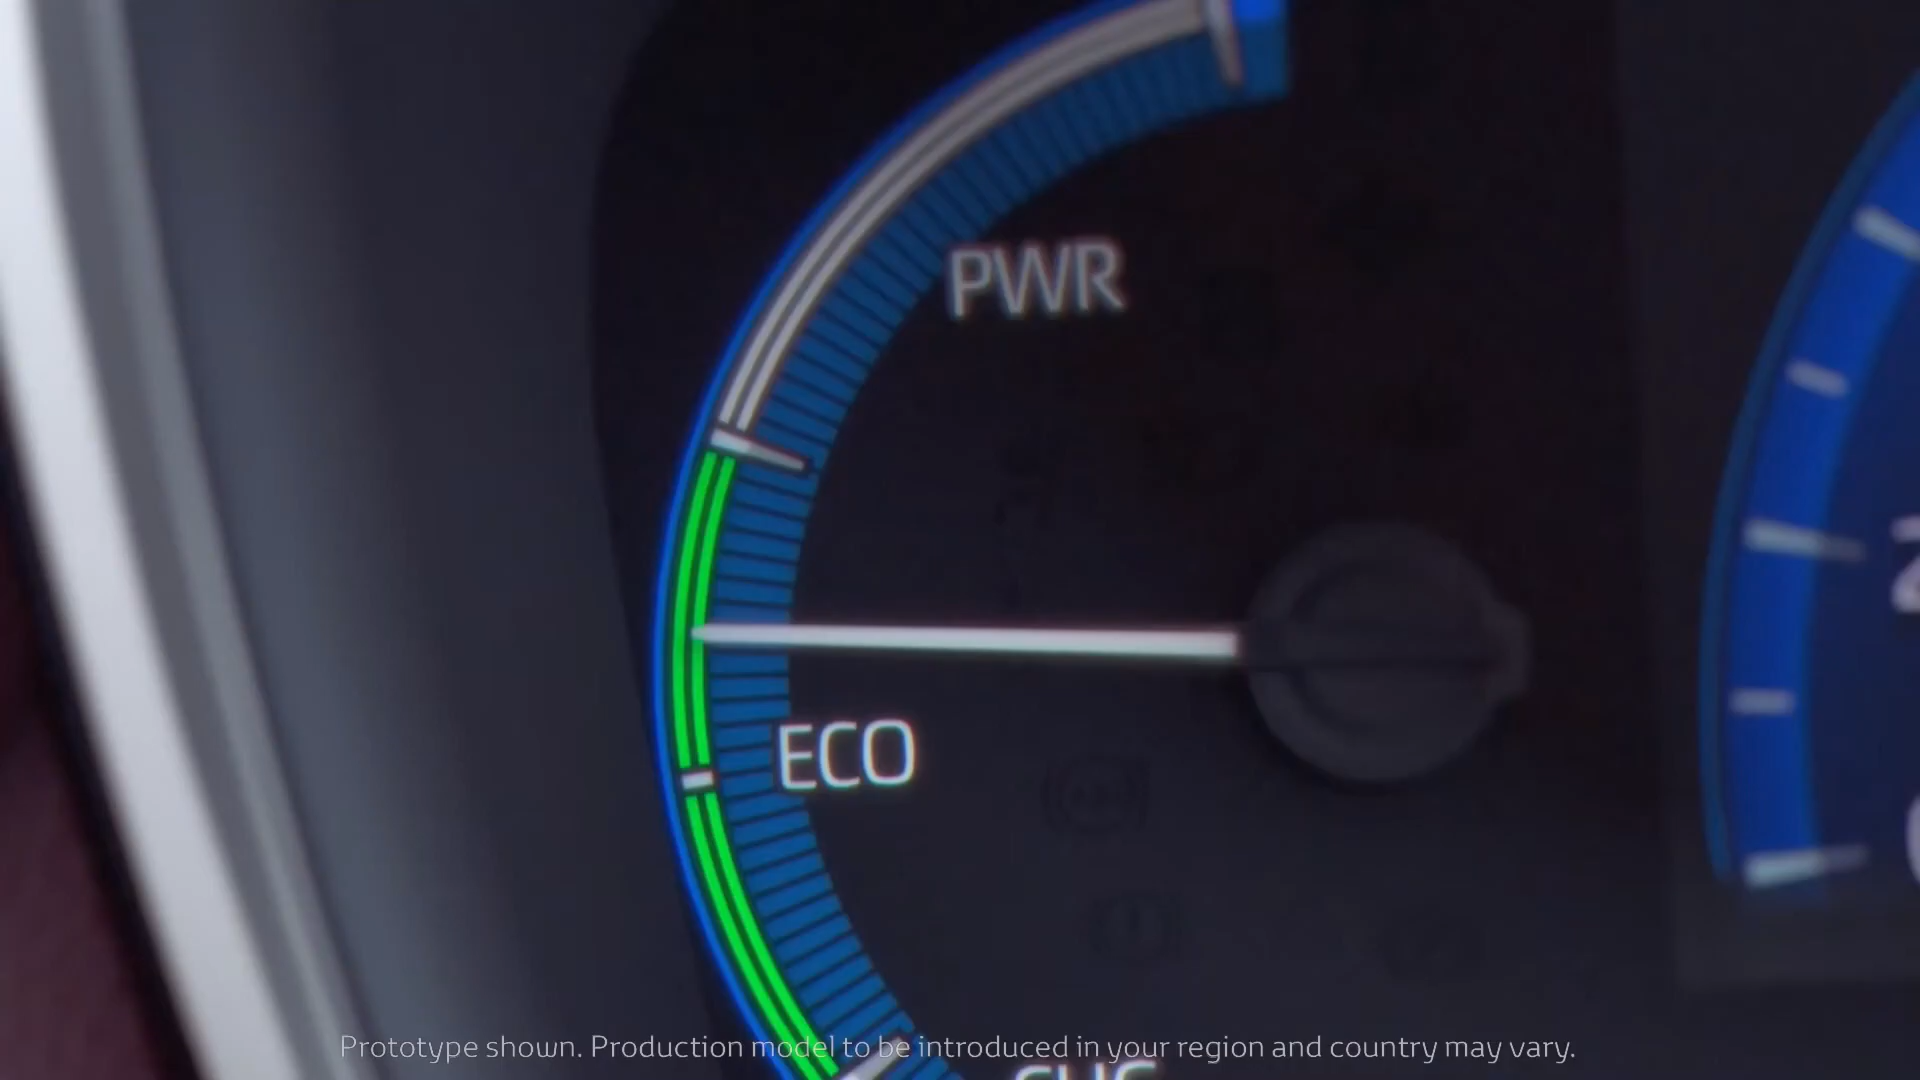 PWR
ECO
Prototype shown. Production model to be introduced in your region and country may vary.